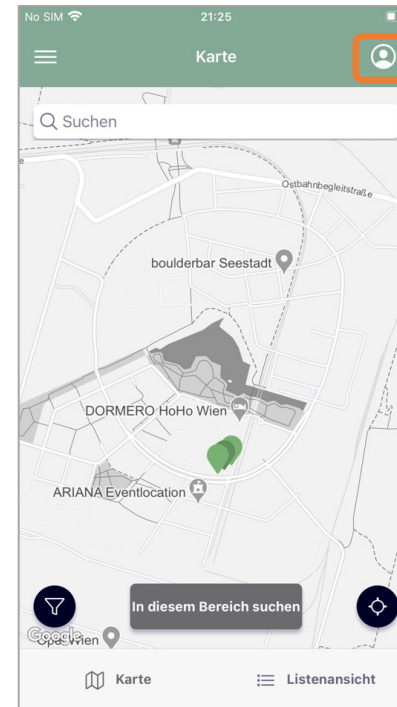 No SIM 21:25
Karte
Suchen
Ostbahnbegleitstraße
boulderbar Seestadt
DORMERO HoHo Wien
ARIANA Eventlocation
In diesem Bereich suchen
Google
Karte
Listenansicht